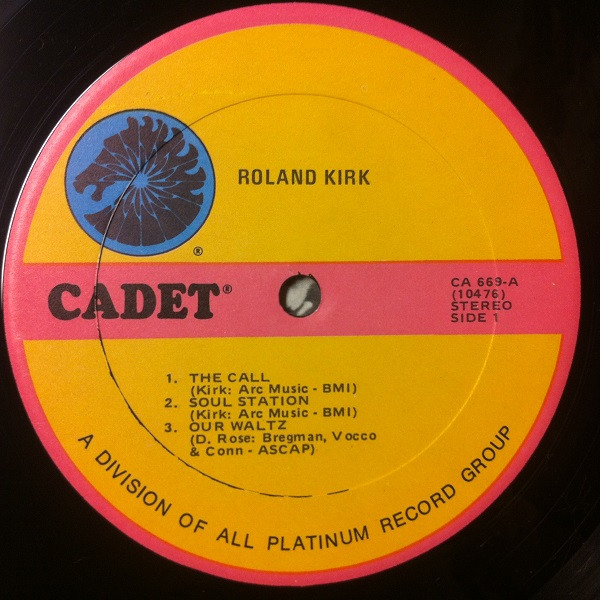 ROLAND KIRK
®
CADET®
CA 669-A
(10476)
STEREO
SIDE 1
1. THE CALL
(Kirk: Arc Music - BMI)
2. SOUL STATION
(Kirk: Arc Music - BMI)
3. OUR WALTZ
(D. Rose: Bregman, Vocco
& Conn - ASCAP)
A DIVISION OF ALL PLATINUM RECORD GROUP